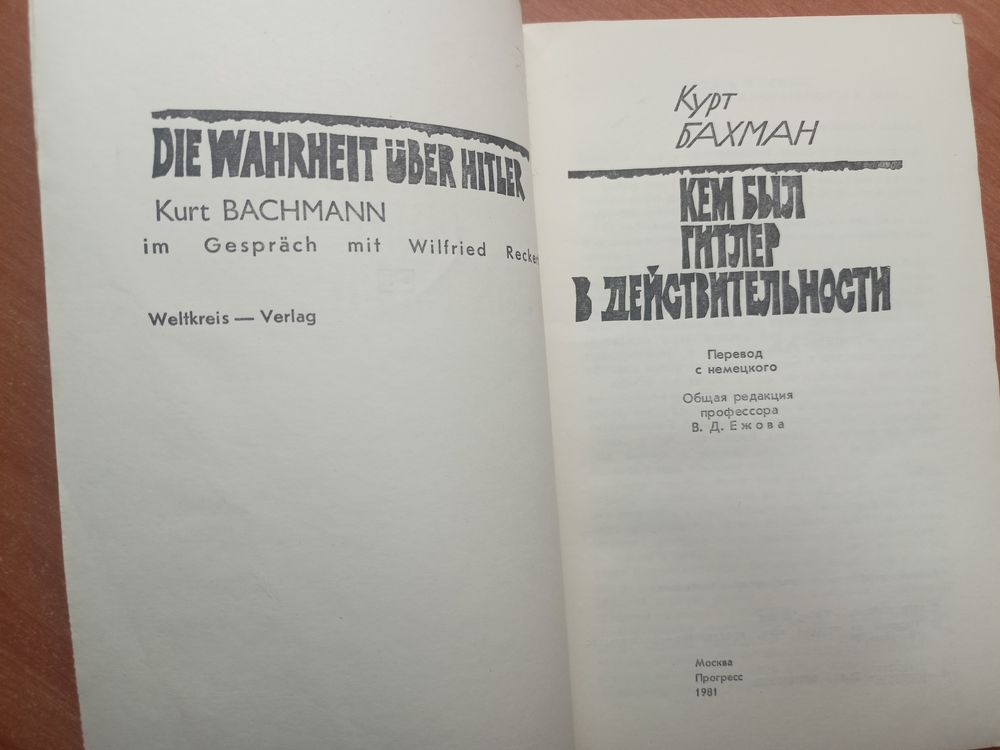 DIE WAHRHEIT ÜBER HITLER
Kurt BACHMANN
im Gespräch mit Wilfried
Weltkreis — Verlag
Курт
БАХМАН
КЕМ БЫЛ
ГИТЛЕР
В ДЕЙСТВИТЕЛЬНОСТИ
Перевод
с немецкого
Общая редакция
профессора
В. Д. Ежова
Москва
Прогресс
1981